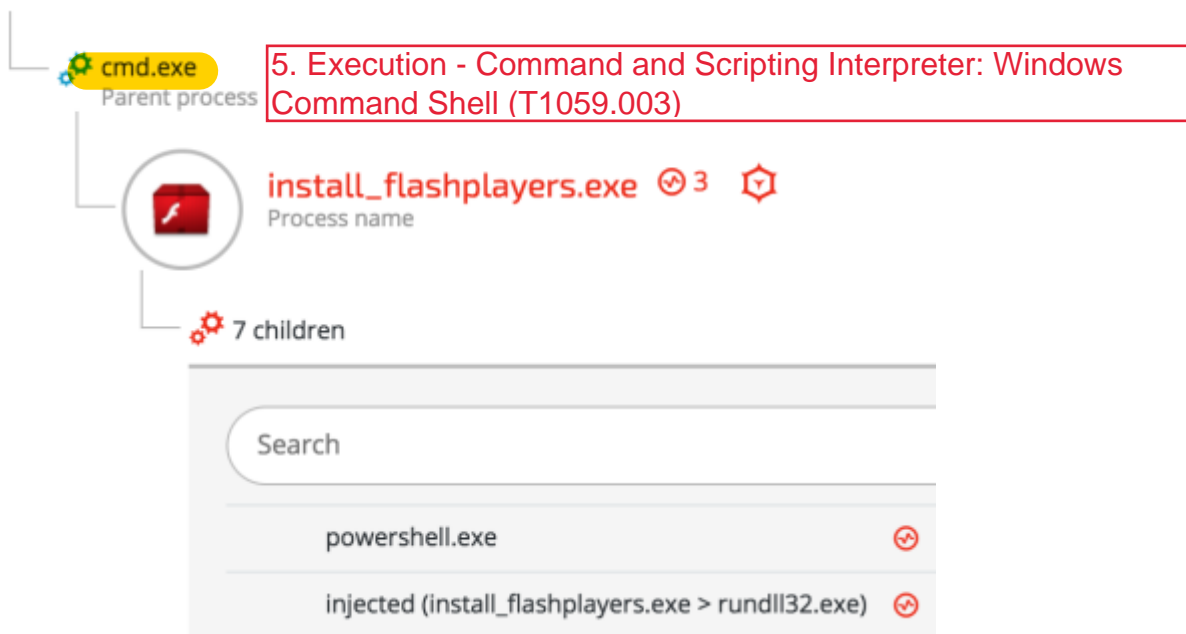 cmd.exe
Parent process
5. Execution - Command and Scripting Interpreter: Windows
Command Shell (T1059.003)
install_flashplayers.exe 3
Process name
7 children
Search
powershell.exe
injected (install_flashplayers.exe > rundll32.exe)